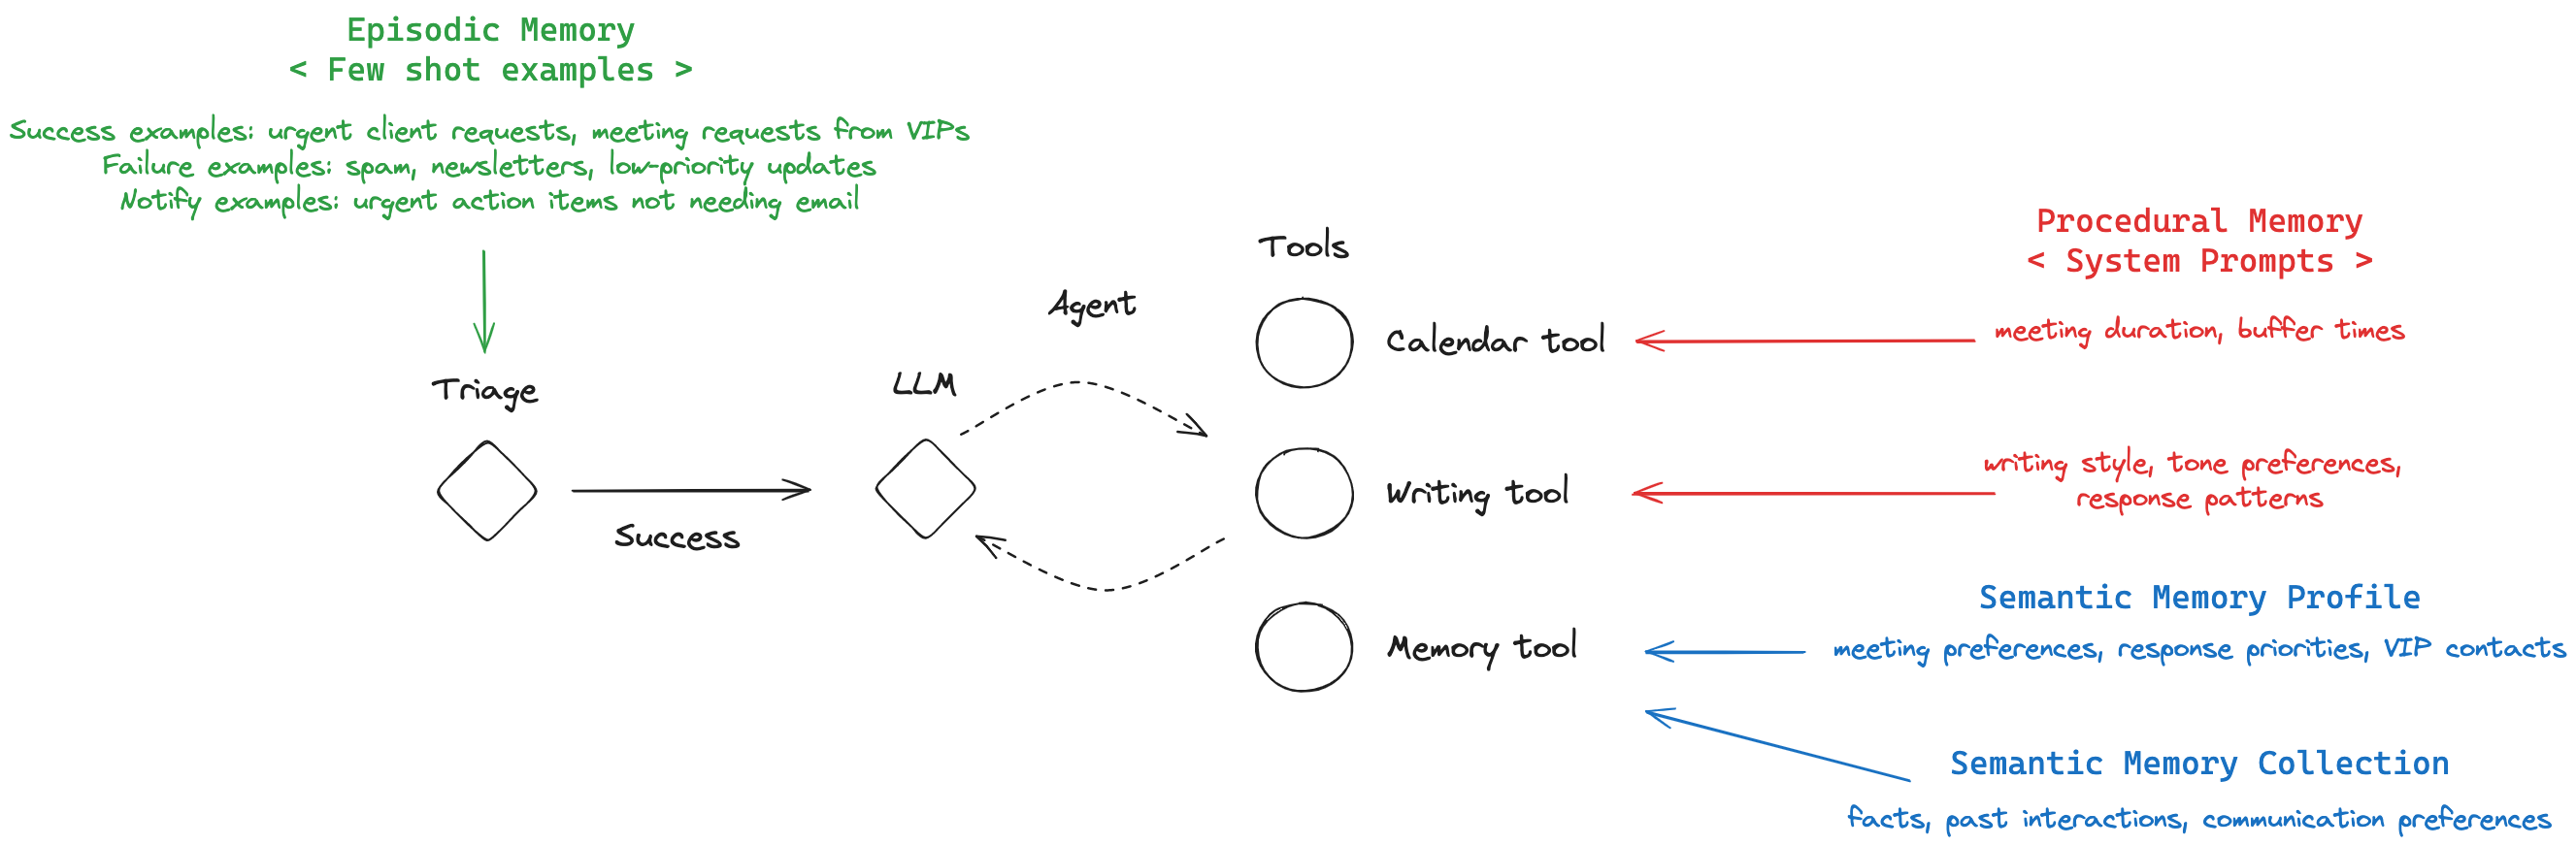 Episodic Memory
< Few shot examples >
Success examples: urgent client requests, meeting requests from VIPs
Failure examples: spam, newsletters, low-priority updates
Notify examples: urgent action items not needing email
Triage
Success
LLM
Agent
Tools
Calendar tool
Writing tool
Memory tool
Procedural Memory
< System Prompts >
meeting duration, buffer times
writing style, tone preferences,
response patterns
Semantic Memory Profile
meeting preferences, response priorities, VIP contacts
Semantic Memory Collection
facts, past interactions, communication preferences